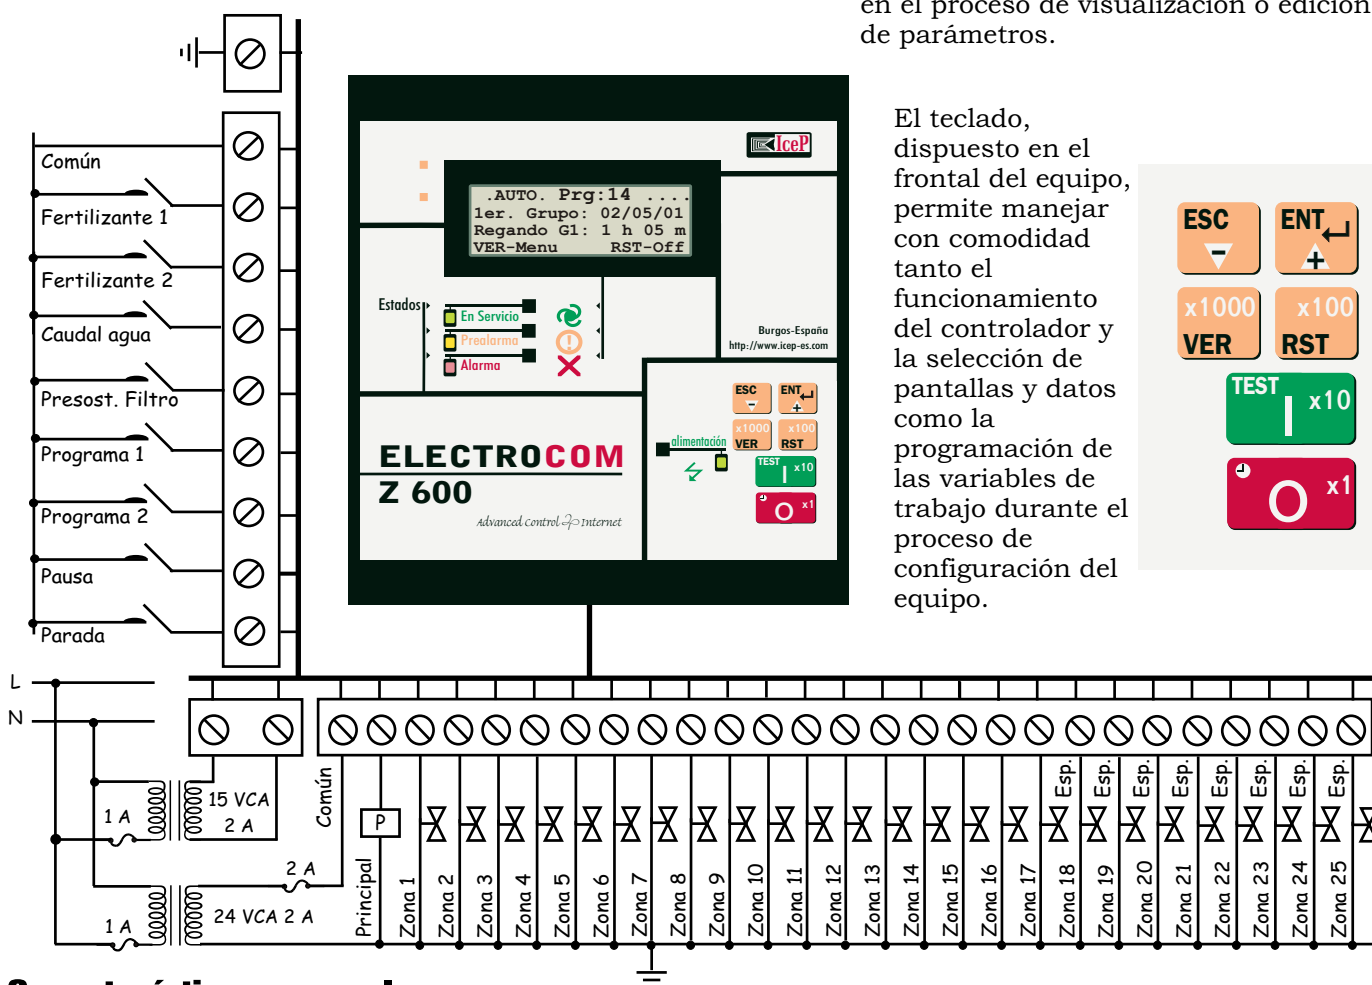 en el proceso de visualización o edición
de parámetros.
El teclado,
dispuesto en el
frontal del equipo,
permite manejar
con comodidad
tanto el
funcionamiento
del controlador y
la selección de
pantallas y datos
como la
programación de
las variables de
trabajo durante el
proceso de
configuración del
equipo.
Común
Fertilizante 1
Fertilizante 2
Caudal agua
Presost. Filtro
Programa 1
Programa 2
Pausa
Parada
IceP
.AUTO. Prg:14 ....
1er. Grupo: 02/05/01
Regando G1: 1 h 05 m
VER-Menu RST-Off
Estados
En Servicio
Prealarma
Alarma
Burgos-España
http://www.icep-es.com
ELECTROCOM
Z 600
Advanced Control Internet
alimentación
ESC - ENT +
x1000 VER x100 RST
TEST I x10
O x1
ESC - ENT +
x1000 x100
VER RST
TEST I x10
O x1
L
N
1 A
15 VCA
2 A
1 A
24 VCA 2 A
2 A
Común
P
Principal
Zona 1
Zona 2
Zona 3
Zona 4
Zona 5
Zona 6
Zona 7
Zona 8
Zona 9
Zona 10
Zona 11
Zona 12
Zona 13
Zona 14
Zona 15
Zona 16
Zona 17
Zona 18 Esp.
Zona 19 Esp.
Zona 20 Esp.
Zona 21 Esp.
Zona 22 Esp.
Zona 23 Esp.
Zona 24 Esp.
Zona 25 Esp.